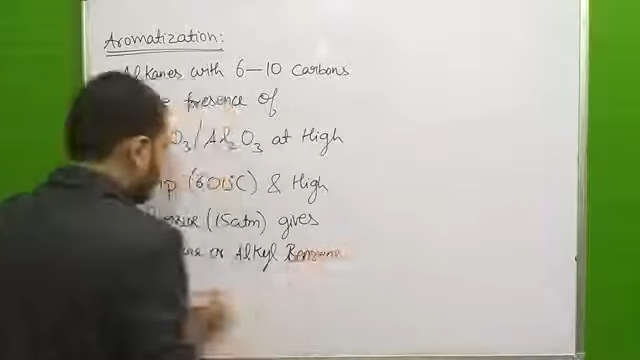 Aromatization:
Alkanes with 6-10 Carbons
presence of
O3/Al2O3 at High
(600°C) & High
(15atm) gives
or Alkyl Benzene